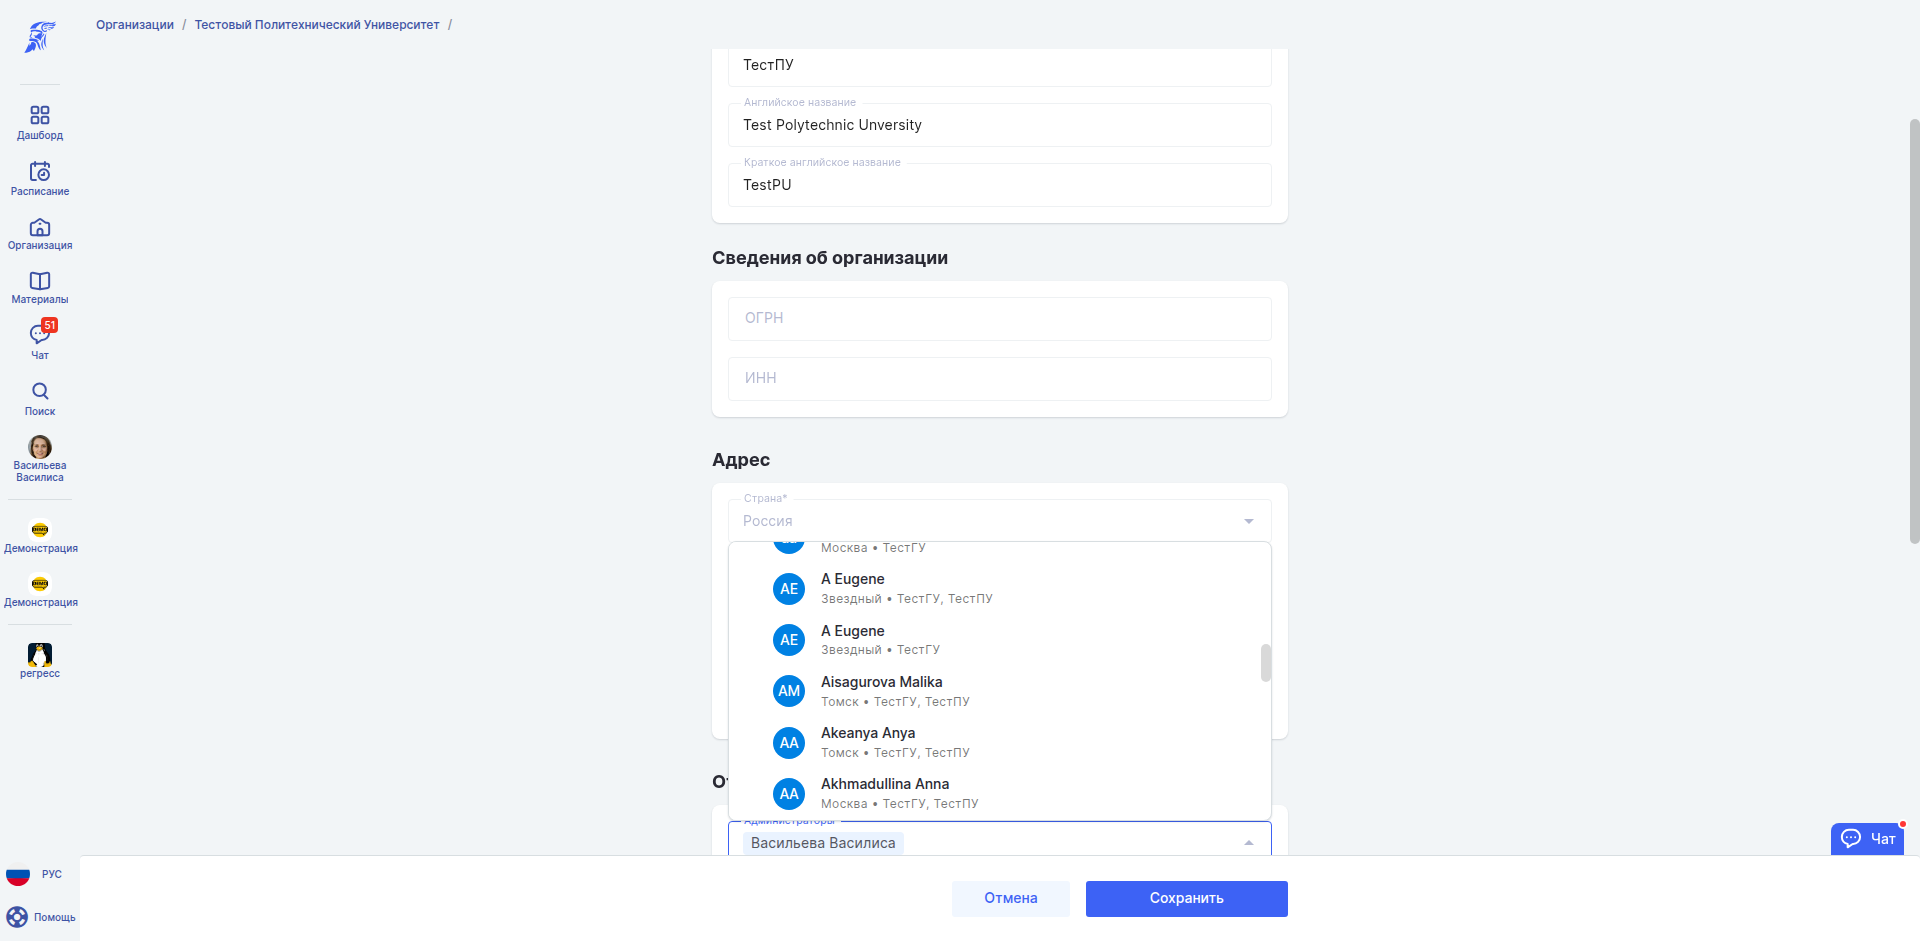 Организации / Тестовый Политехнический Университет /
Дашборд
Расписание
Организация
Материалы
51
Чат
Поиск
Васильева
Василиса
Демонстрация
Демонстрация
регресс
РУС
Помощь
ТестПУ
Английское название
Test Polytechnic Unversity
Краткое английское название
TestPU
Сведения об организации
ОГРН
ИНН
Адрес
Страна*
Россия
Москва • ТестГУ
AE
A Eugene
Звездный • ТестГУ, ТестПУ
AE
A Eugene
Звездный • ТестГУ
AM
Aisagurova Malika
Томск • ТестГУ, ТестПУ
AA
Akeanya Anya
Томск • ТестГУ, ТестПУ
AA
Akhmadullina Anna
Москва • ТестГУ, ТестПУ
Администраторы
Васильева Василиса
Чат
Отмена
Сохранить